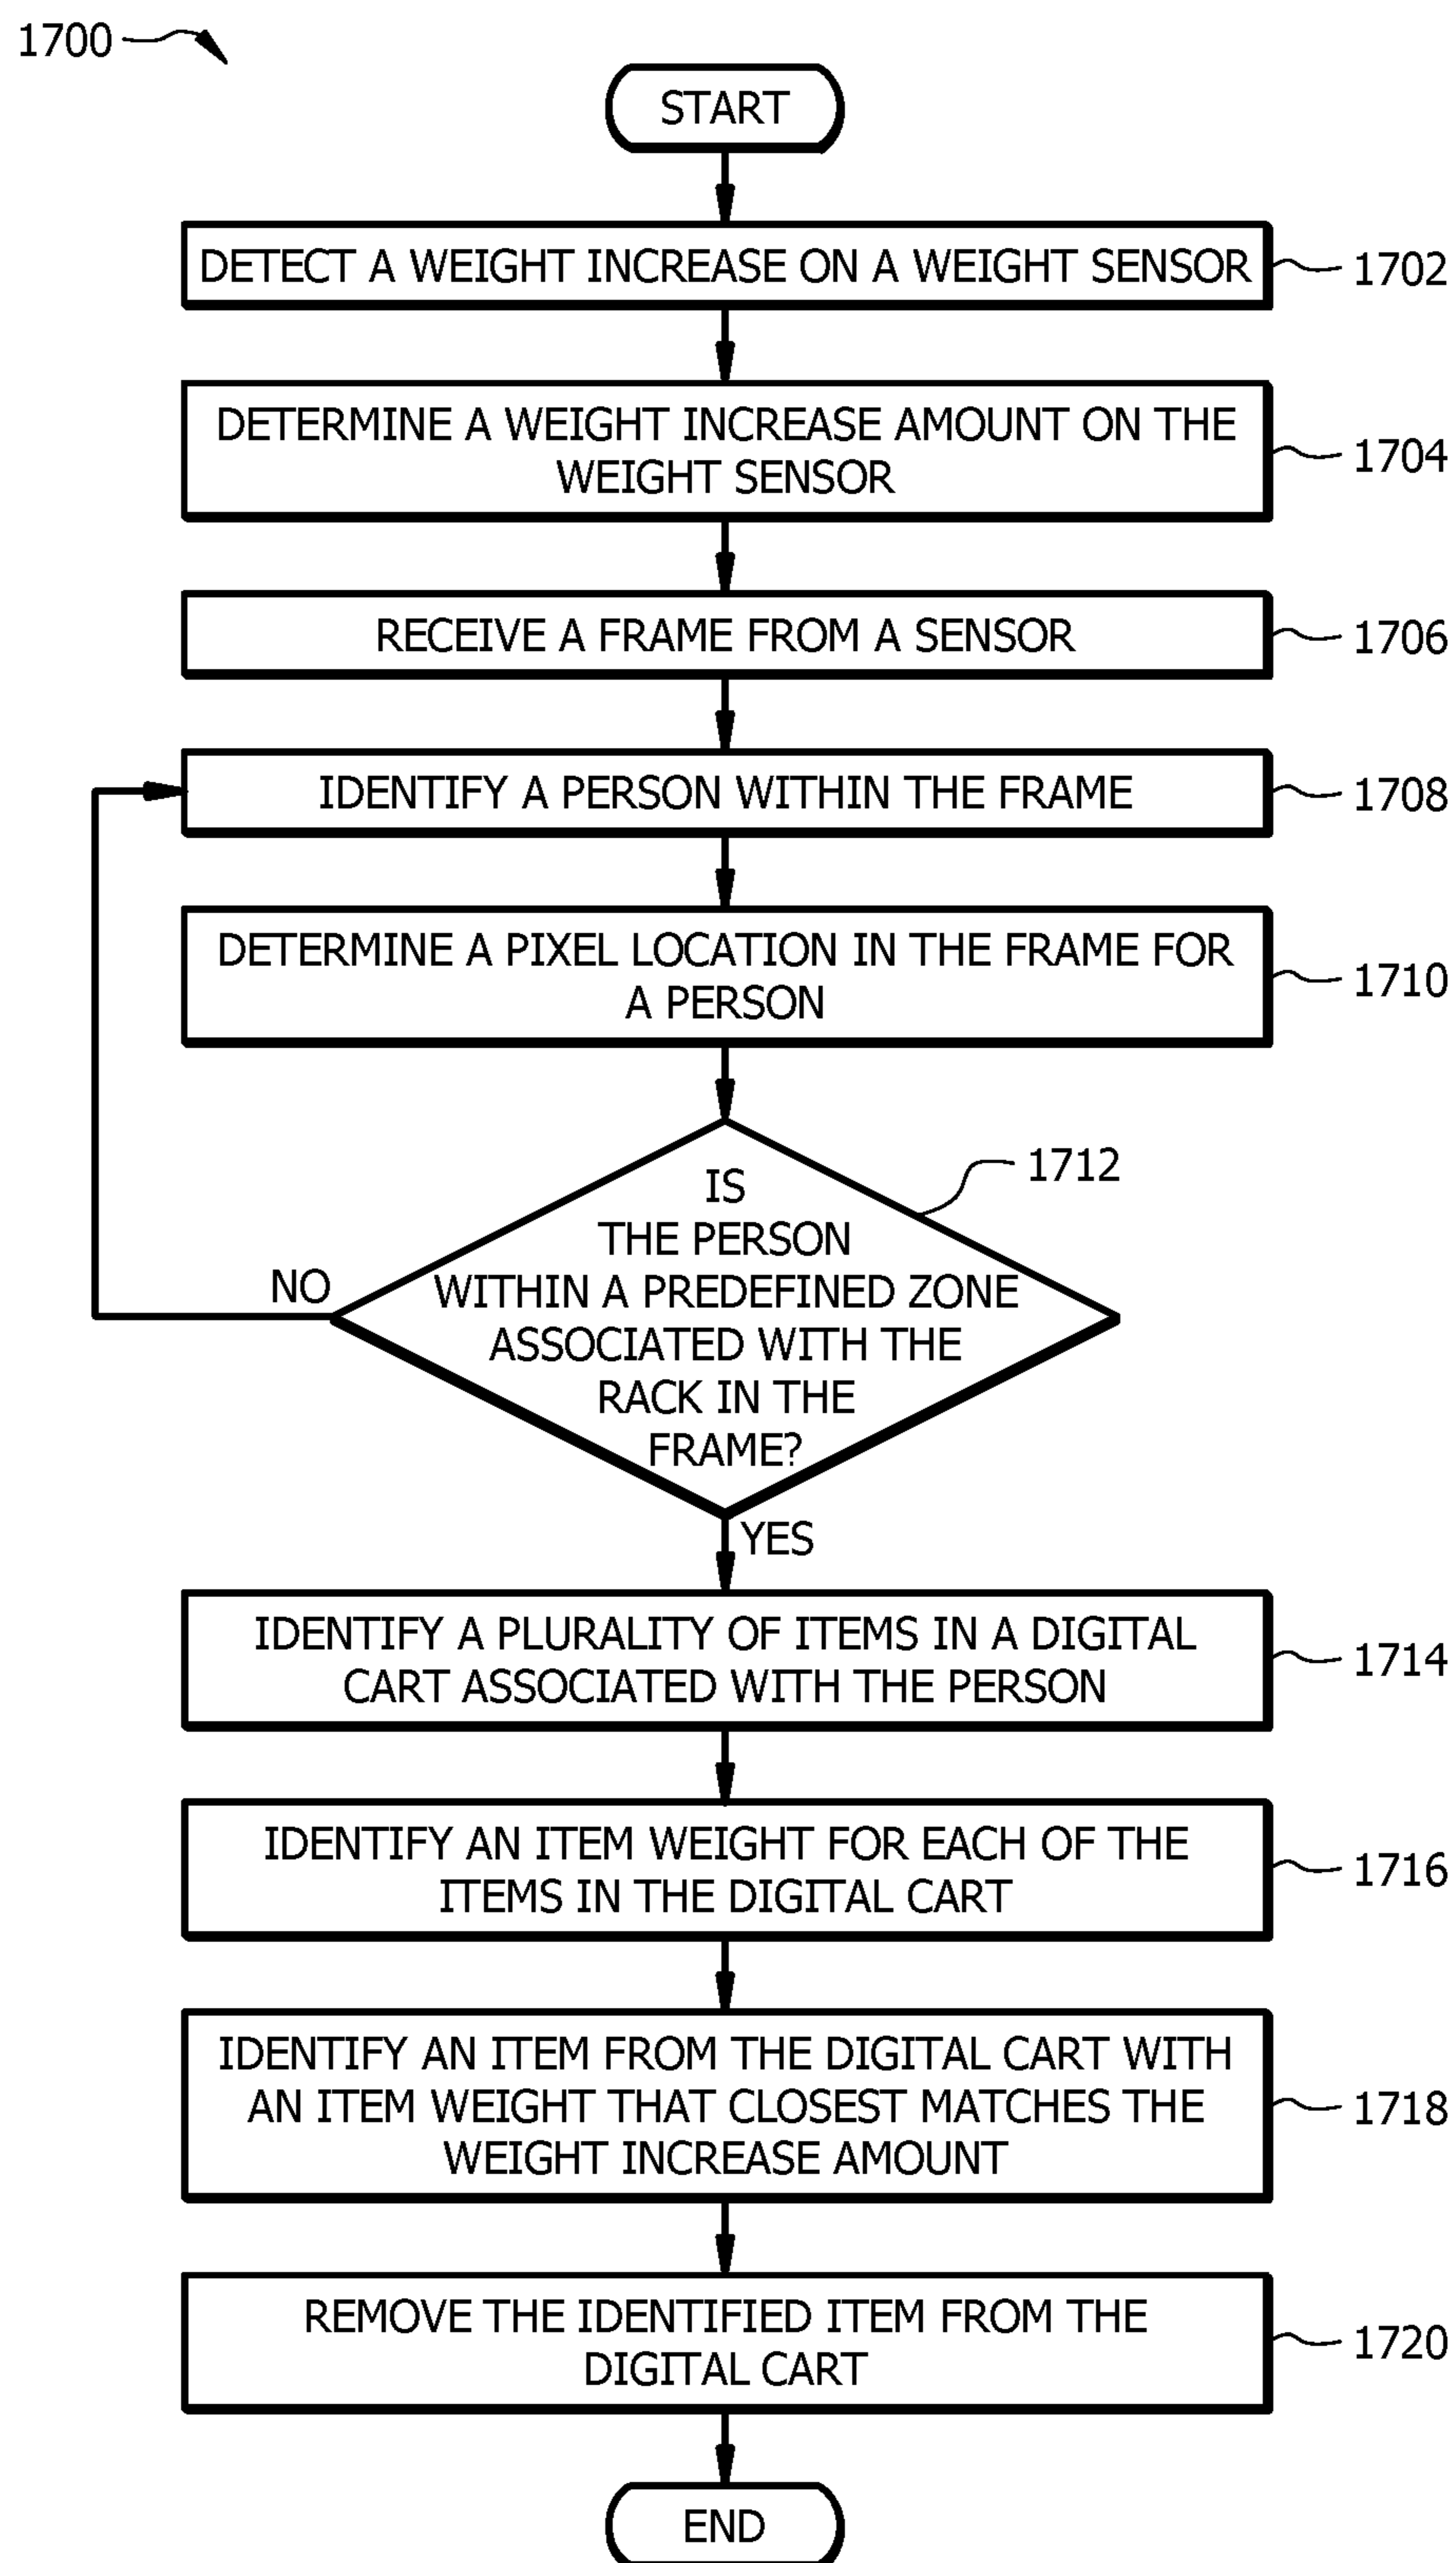 1700
START
DETECT A WEIGHT INCREASE ON A WEIGHT SENSOR
1702
DETERMINE A WEIGHT INCREASE AMOUNT ON THE
WEIGHT SENSOR
1704
RECEIVE A FRAME FROM A SENSOR
1706
IDENTIFY A PERSON WITHIN THE FRAME
1708
DETERMINE A PIXEL LOCATION IN THE FRAME FOR
A PERSON
1710
IS
THE PERSON
WITHIN A PREDEFINED ZONE
ASSOCIATED WITH THE
RACK IN THE
FRAME?
1712
NO
YES
IDENTIFY A PLURALITY OF ITEMS IN A DIGITAL
CART ASSOCIATED WITH THE PERSON
1714
IDENTIFY AN ITEM WEIGHT FOR EACH OF THE
ITEMS IN THE DIGITAL CART
1716
IDENTIFY AN ITEM FROM THE DIGITAL CART WITH
AN ITEM WEIGHT THAT CLOSEST MATCHES THE
WEIGHT INCREASE AMOUNT
1718
REMOVE THE IDENTIFIED ITEM FROM THE
DIGITAL CART
1720
END